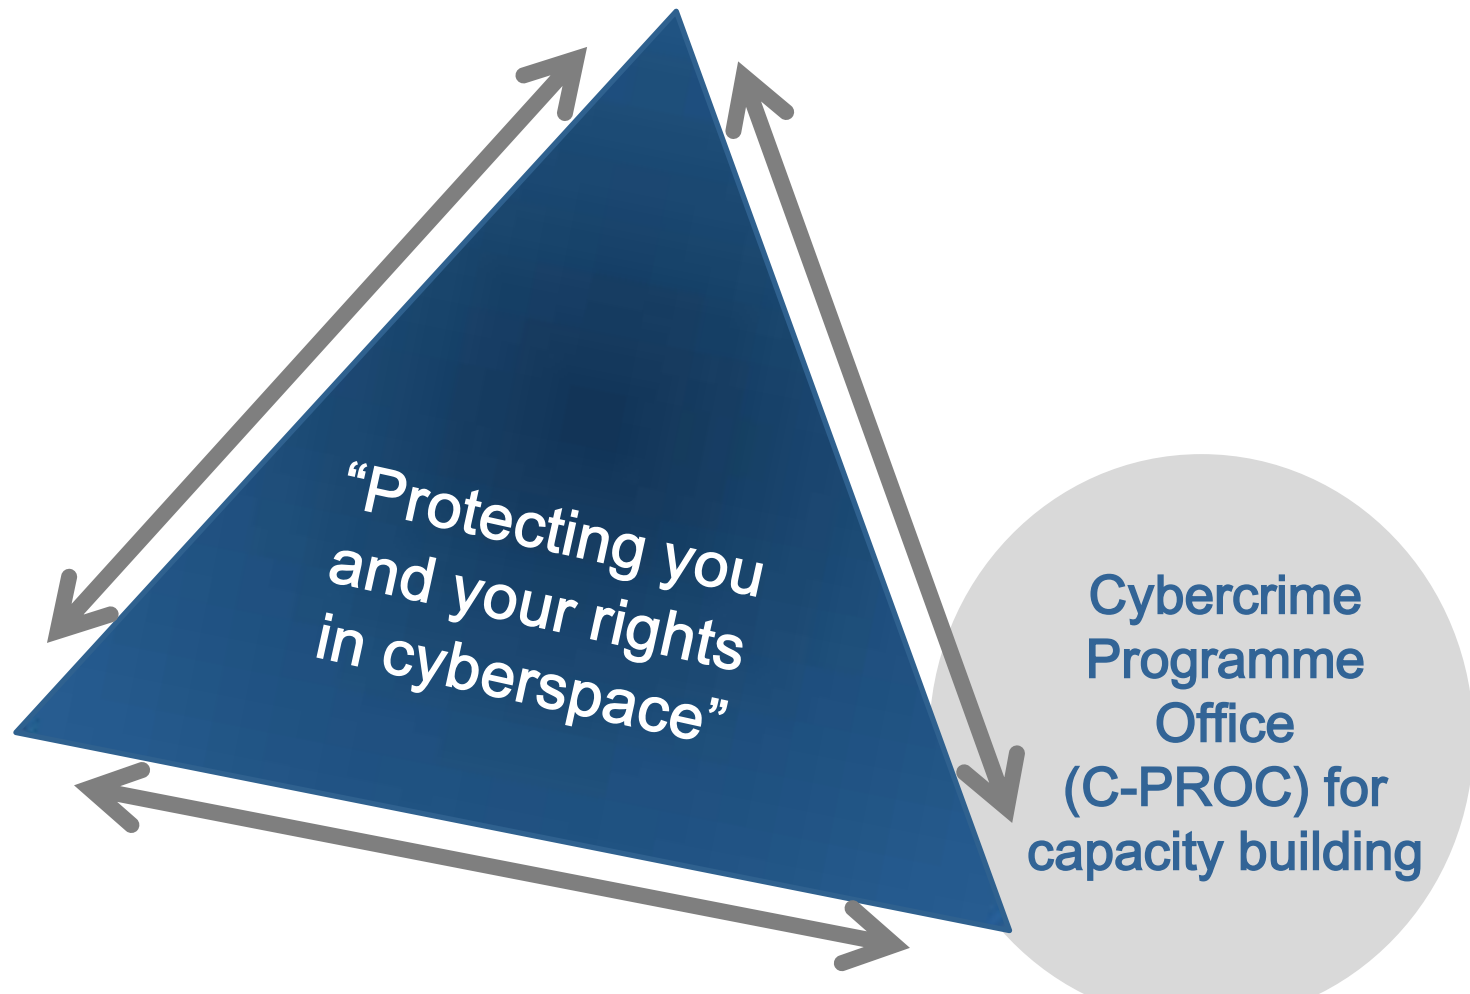 “Protecting you
and your rights
in cyberspace”
Cybercrime
Programme
Office
(C-PROC) for
capacity building